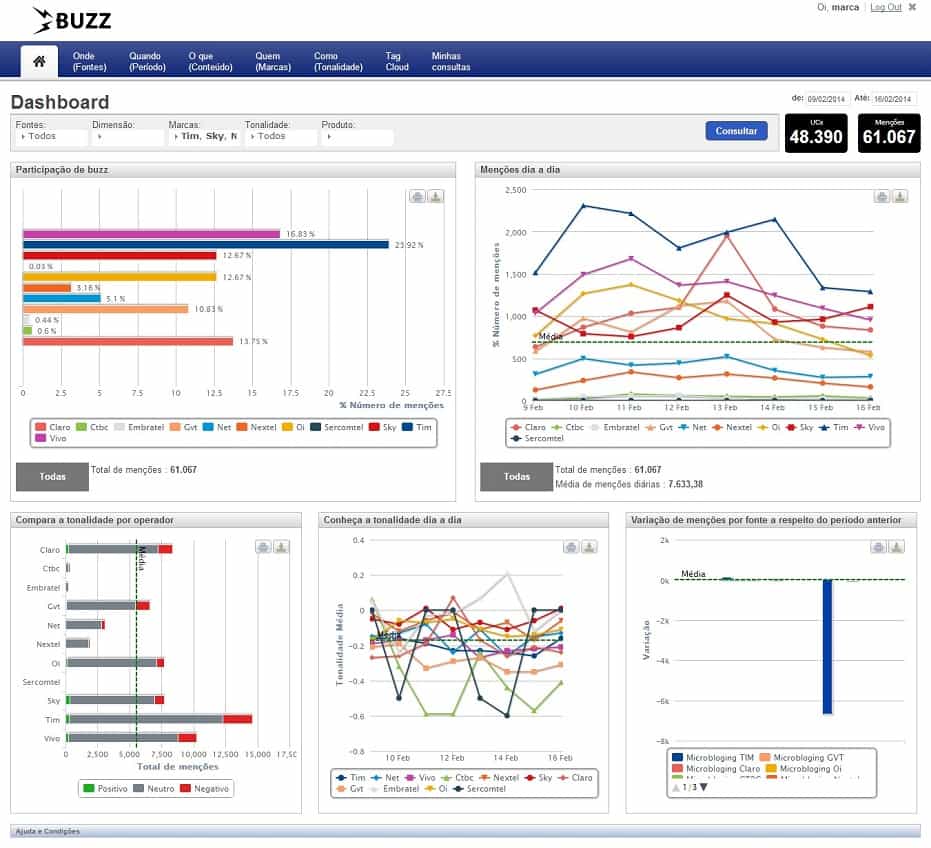 BUZZ
Oi, marca | Log Out ✖
Onde (Fontes)
Quando (Período)
O que (Conteúdo)
Quem (Marcas)
Como (Tonalidade)
Tag Cloud
Minhas consultas
Dashboard
de: 09/02/2014 Até: 16/02/2014
Fontes: Dimensão: Marcas: Tonalidade: Produto:
Todos Tim, Sky, N Todos
Consultar
UCs
48.390
Menções
61.067
Participação de buzz
16.83 %
23.92 %
12.67 %
0.03 %
12.67 %
3.16 %
5.1 %
10.83 %
0.44 %
0.6 %
13.75 %
0 2.5 5 7.5 10 12.5 15 17.5 20 22.5 25 27.5
% Número de menções
Claro Ctbc Embratel Gvt Net Nextel Oi Sercomtel Sky Tim
Vivo
Todas
Total de menções : 61.067
Menções dia a dia
2,500
2,000
1,500
1,000
500
0
% Número de menções
Média
9 Feb 10 Feb 11 Feb 12 Feb 13 Feb 14 Feb 15 Feb 16 Feb
Claro Ctbc Embratel Gvt Net Nextel Oi Sky Tim Vivo
Sercomtel
Todas
Total de menções : 61.067
Média de menções diárias : 7.633,38
Compara a tonalidade por operador
Média
Claro
Ctbc
Embratel
Gvt
Net
Nextel
Oi
Sercomtel
Sky
Tim
Vivo
0 2,500 5,000 7,500 10,000 12,500 15,000 17,50
Total de menções
Positivo Neutro Negativo
Conheça a tonalidade dia a dia
0.4
0.2
0
-0.2
-0.4
-0.6
-0.8
Tonalidade Média
Média
10 Feb 12 Feb 14 Feb 16 Feb
Tim Net Vivo Ctbc Nextel Sky Claro
Gvt Embratel Oi Sercomtel
Variação de menções por fonte a respeito do período anterior
2k
0k
-2k
-4k
-6k
-8k
Variação
Média
Microbloging TIM Microbloging GVT
Microbloging Claro Microbloging Oi
1/3
Ajuda e Condições